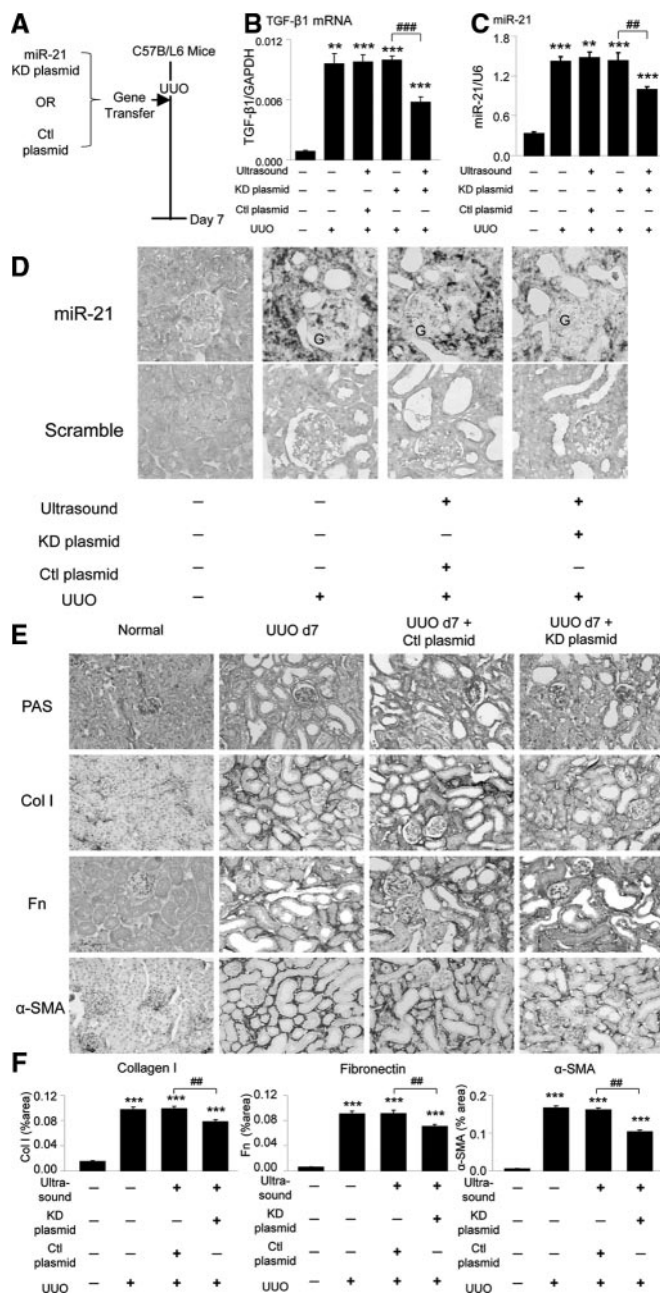 A
miR-21
KD plasmid
OR
Ctl
plasmid
Gene
Transfer
C57B/L6 Mice
UUO
Day 7
B
TGF-β1 mRNA
###
** *** *** ***
TGF-β1/GAPDH
0.012
0.006
0.000
Ultrasound – – + – +
KD plasmid – – – + +
Ctl plasmid – – + – –
UUO – + + + +
C
miR-21
##
*** ** *** ***
miR-21/U6
1.8
1.2
0.6
0
Ultrasound – – + – +
KD plasmid – – – + +
Ctl plasmid – – + – –
UUO – + + + +
D
miR-21
G G G
Scramble
Ultrasound – – + +
KD plasmid – – – +
Ctl plasmid – – + –
UUO – + + +
E
Normal
UUO d7
UUO d7 +
Ctl plasmid
UUO d7 +
KD plasmid
PAS
Col I
Fn
α-SMA
F
Collagen I
##
*** *** ***
Col I (%area)
0.12
0.08
0.04
0.00
Ultra-
sound – – + +
KD
plasmid – – – +
Ctl
plasmid – – + –
UUO – + + +
Fibronectin
##
*** *** ***
Fn (%area)
0.12
0.08
0.04
0.00
Ultra-
sound – – + +
KD
plasmid – – – +
Ctl
plasmid – – + –
UUO – + + +
α-SMA
##
*** *** ***
α-SMA (% area)
0.2
0.1
0
Ultra-
sound – – + +
KD
plasmid – – – +
Ctl
plasmid – – + –
UUO – + + +